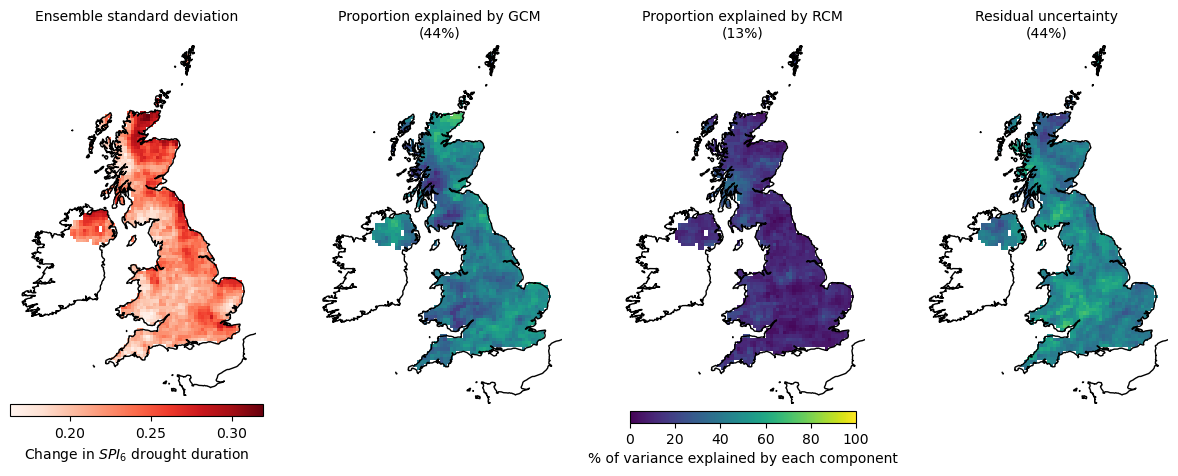 Ensemble standard deviation
Proportion explained by GCM
(44%)
Proportion explained by RCM
(13%)
Residual uncertainty
(44%)
0.20 0.25 0.30
Change in SPI₆ drought duration
0 20 40 60 80 100
% of variance explained by each component